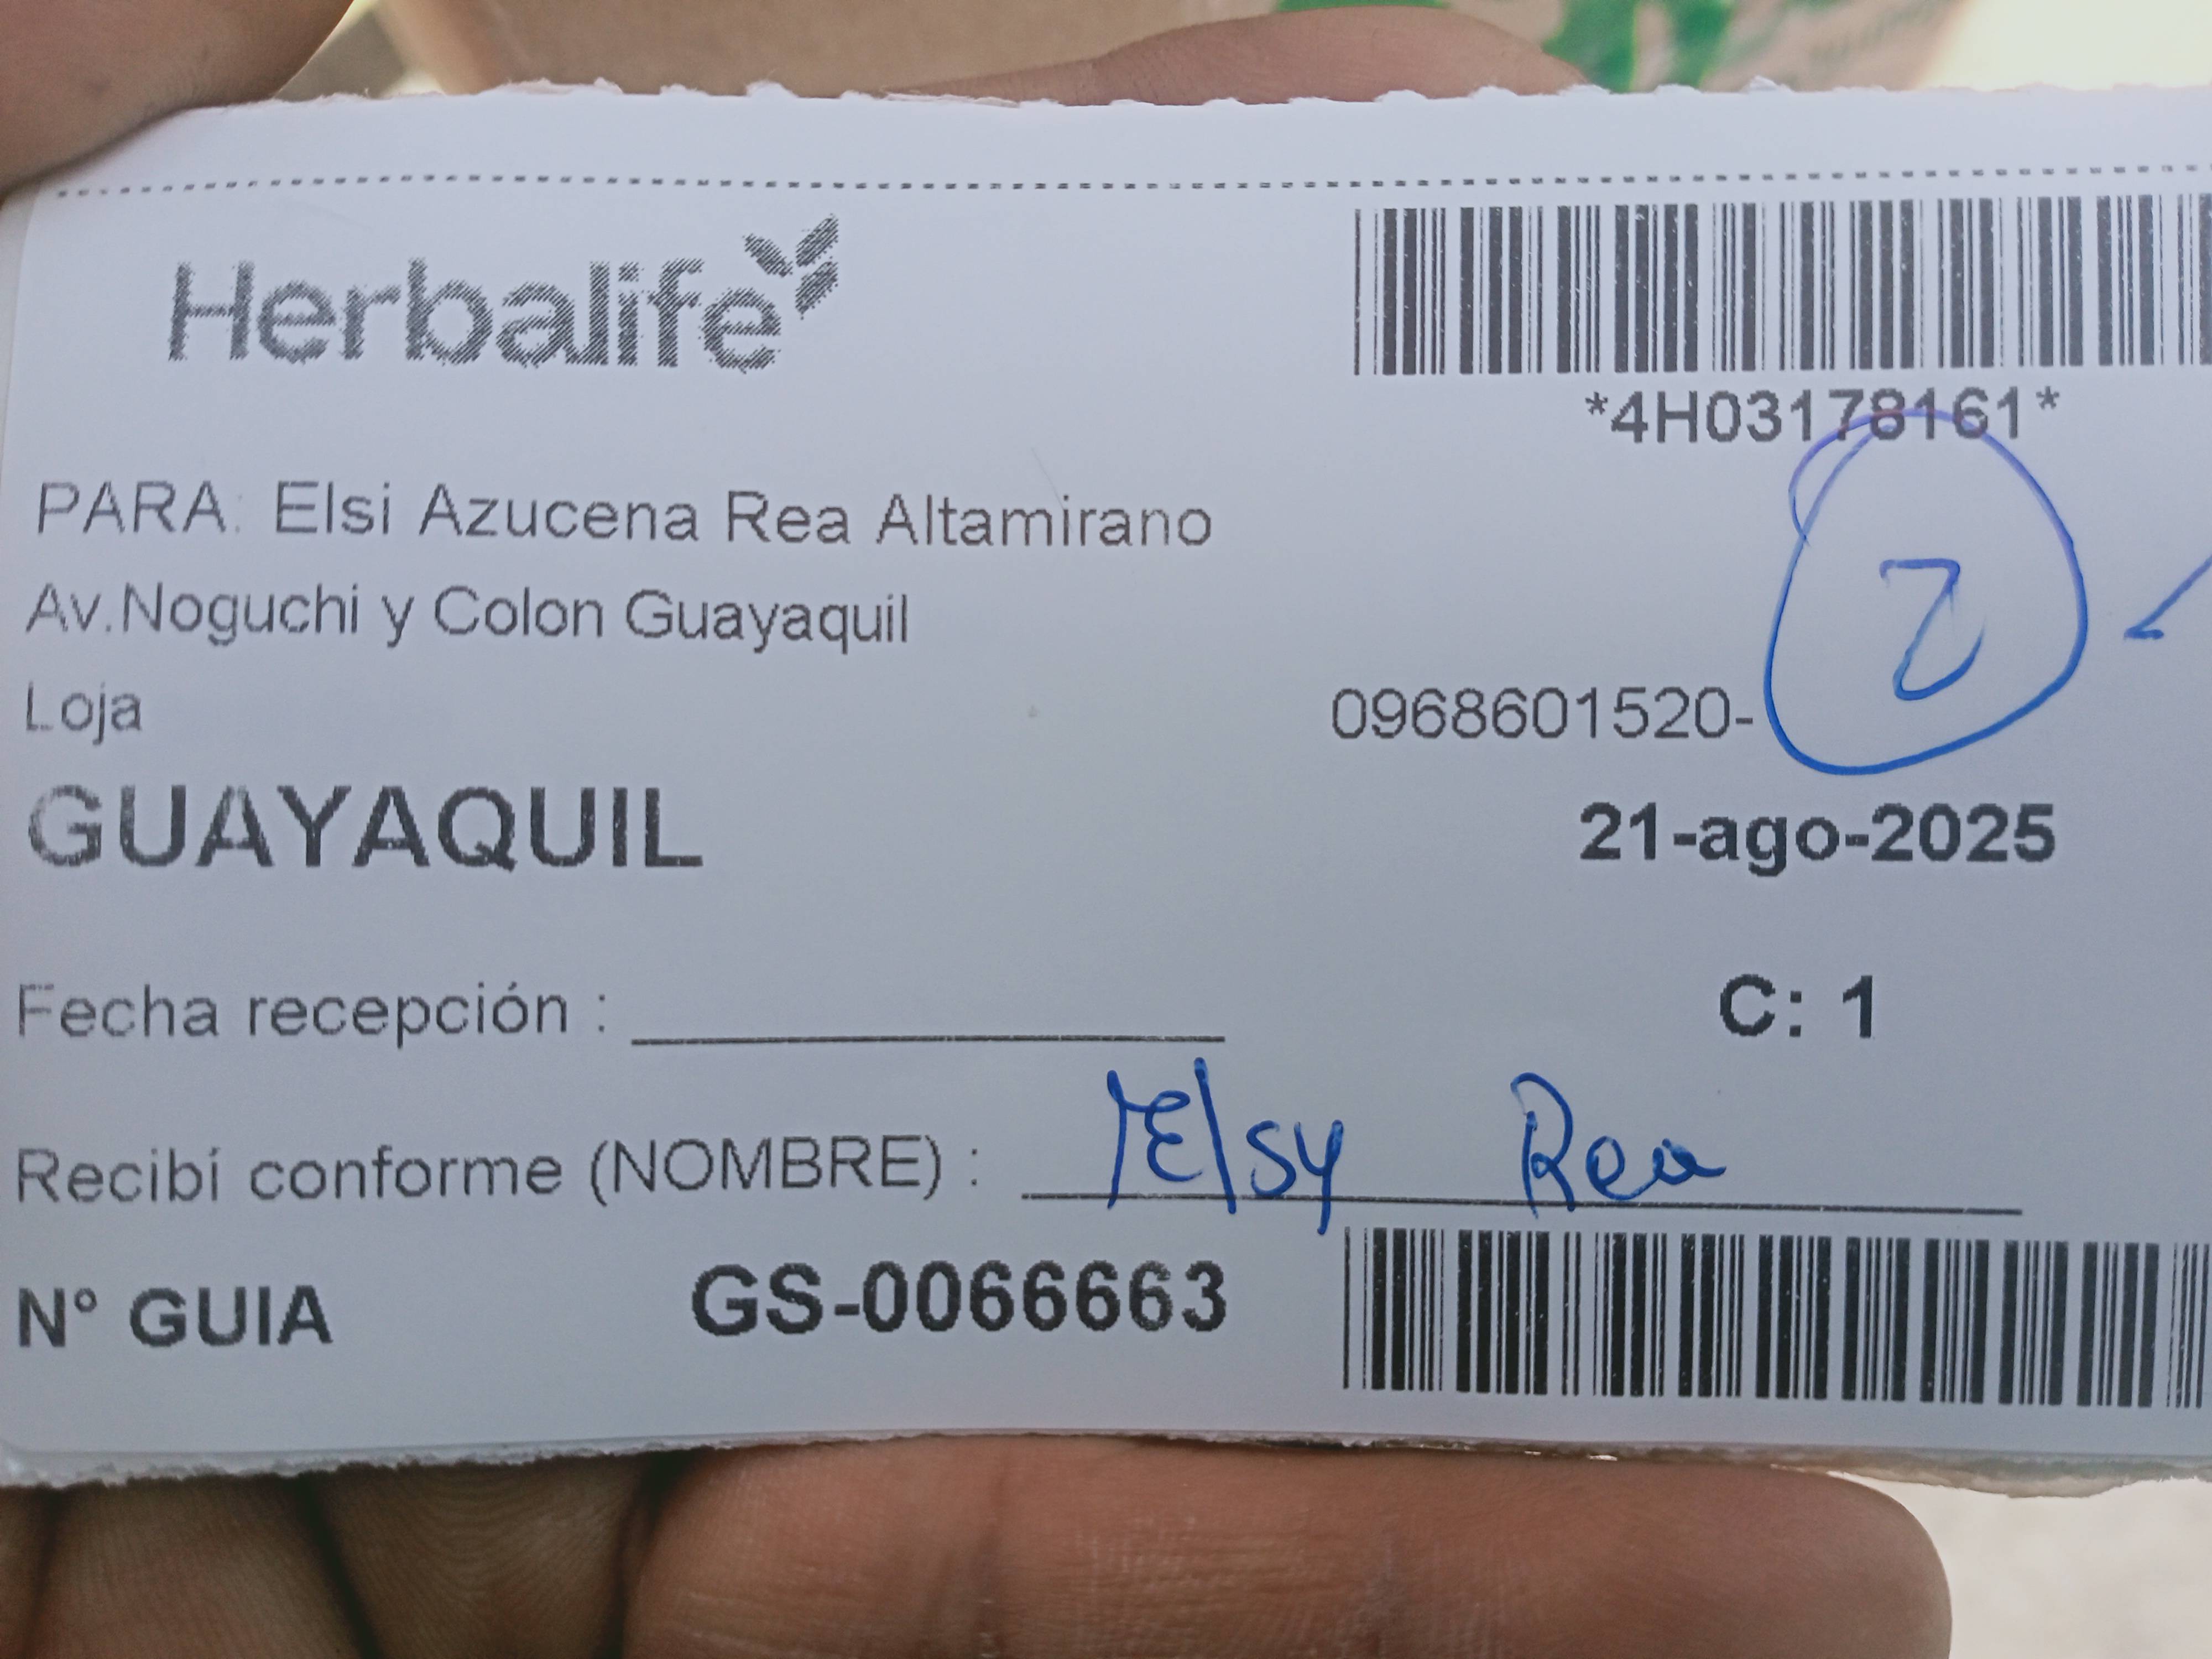 Herbalife
*4H03178161*
PARA: Elsi Azucena Rea Altamirano
Av.Noguchi y Colon Guayaquil
Loja
0968601520-
GUAYAQUIL
21-ago-2025
Fecha recepción :
C: 1
Recibí conforme (NOMBRE) : Elsy Rea
N° GUIA GS-0066663